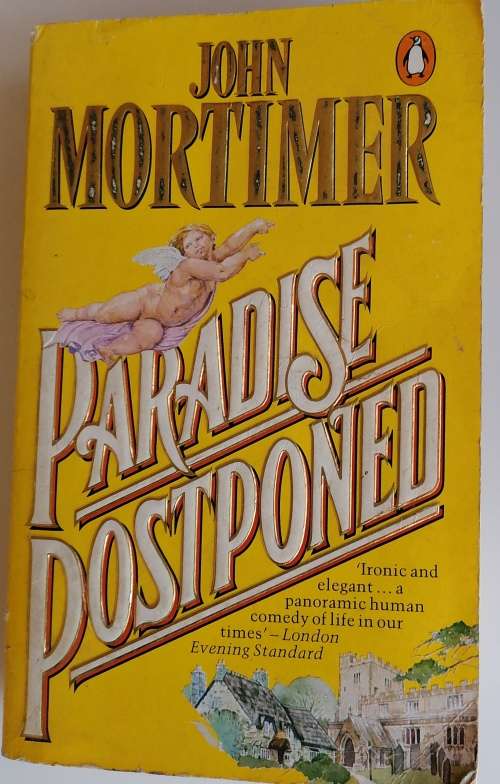 JOHN
MORTIMER
PARADISE
POSTPONED
'Ironic and
elegant ... a
panoramic human
comedy of life in our
times' – London
Evening Standard